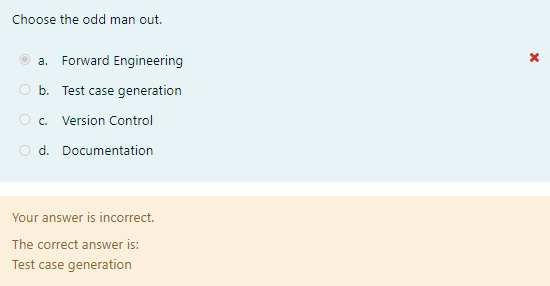 Choose the odd man out.
a. Forward Engineering
b. Test case generation
c. Version Control
d. Documentation
Your answer is incorrect.
The correct answer is:
Test case generation